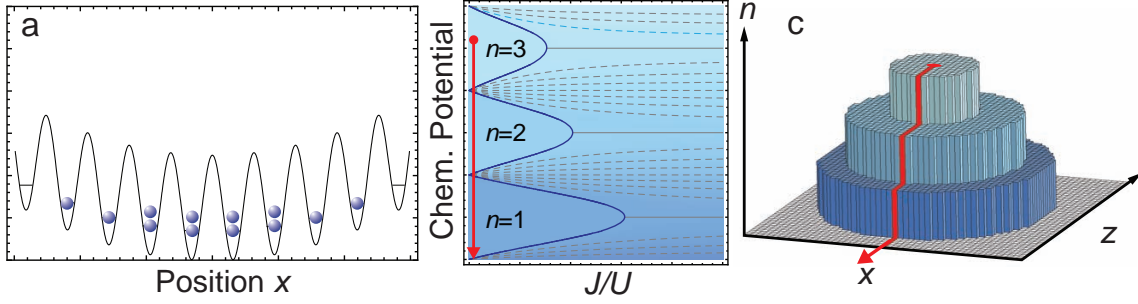 a
Position x
Chem. Potential
n=3
n=2
n=1
J/U
c
n
z
x